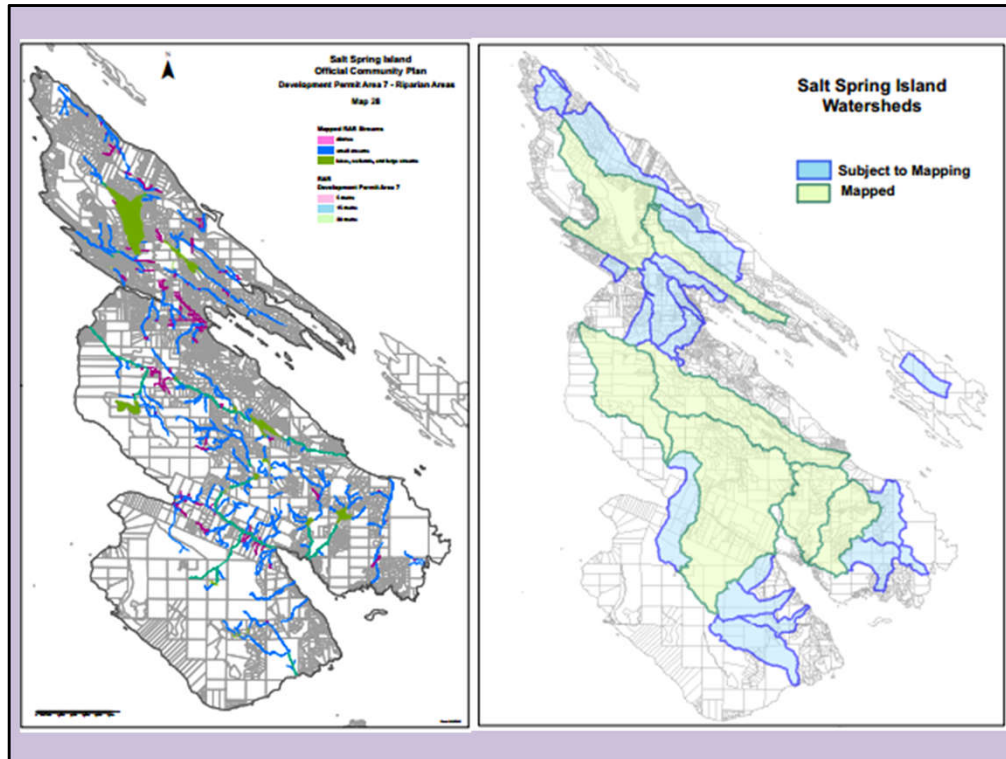 Salt Spring Island
Official Community Plan
Development Permit Area 7 - Riparian Areas
Map 28
Mapped RAR Streams
ditches
small streams
lakes, wetlands, and large streams
RAR
Development Permit Area 7
Salt Spring Island
Watersheds
Subject to Mapping
Mapped